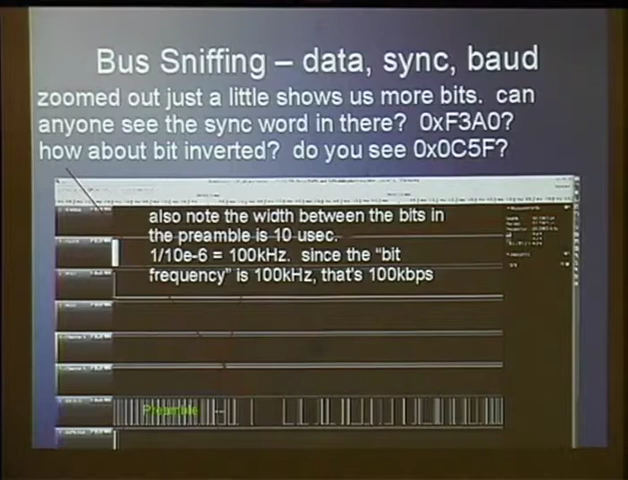 Bus Sniffing – data, sync, baud
zoomed out just a little shows us more bits.  can
anyone see the sync word in there?  0xF3A0?
how about bit inverted?  do you see 0x0C5F?
also note the width between the bits in
the preamble is 10 usec.
1/10e-6 = 100kHz.  since the "bit
frequency" is 100kHz, that's 100kbps
Preamble